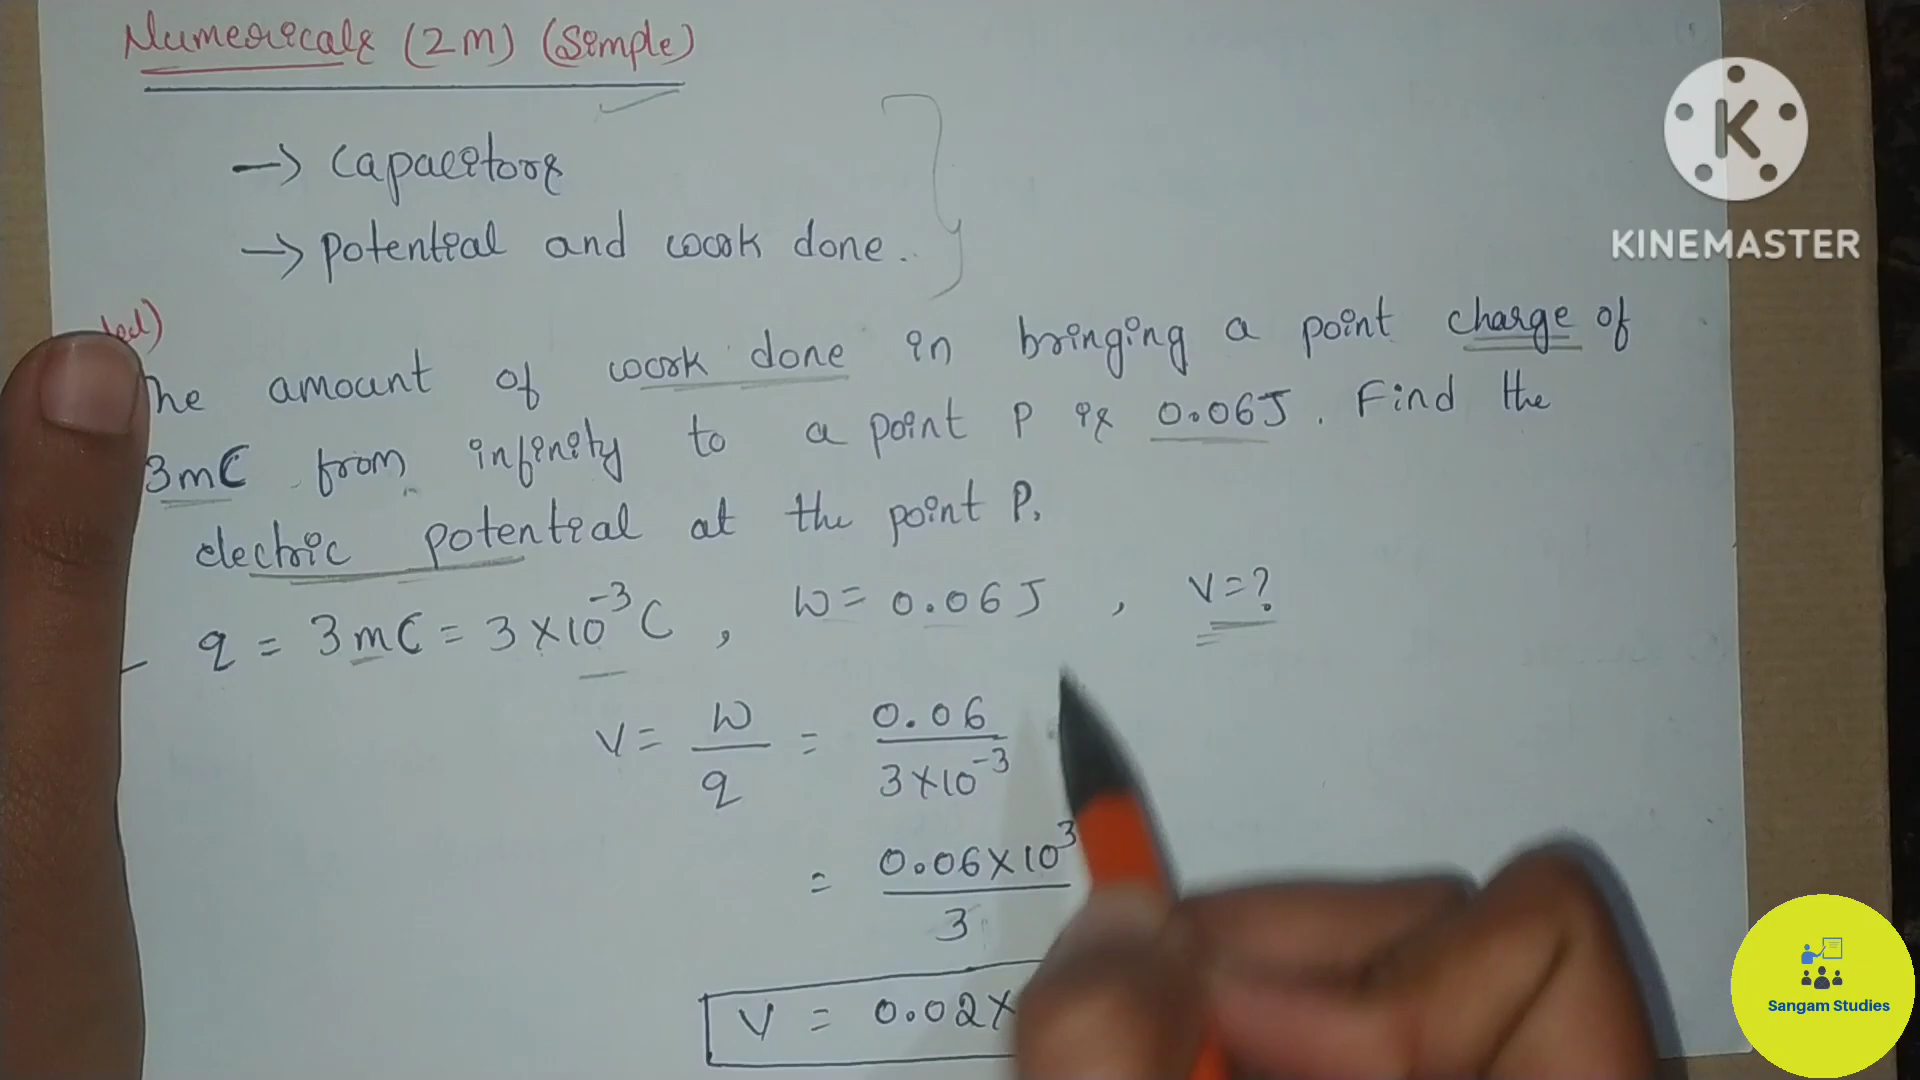 Numericals (2m) (Simple)
→ Capacitors
→ potential and work done.
KINEMASTER
The amount of work done in bringing a point charge of
3mC from infinity to a point P is 0.06J. Find the
electric potential at the point P.
q = 3mC = 3×10⁻³C, W = 0.06J, V=?
V = W/q = 0.06/3×10⁻³
= 0.06×10³/3
V = 0.02×
Sangam Studies